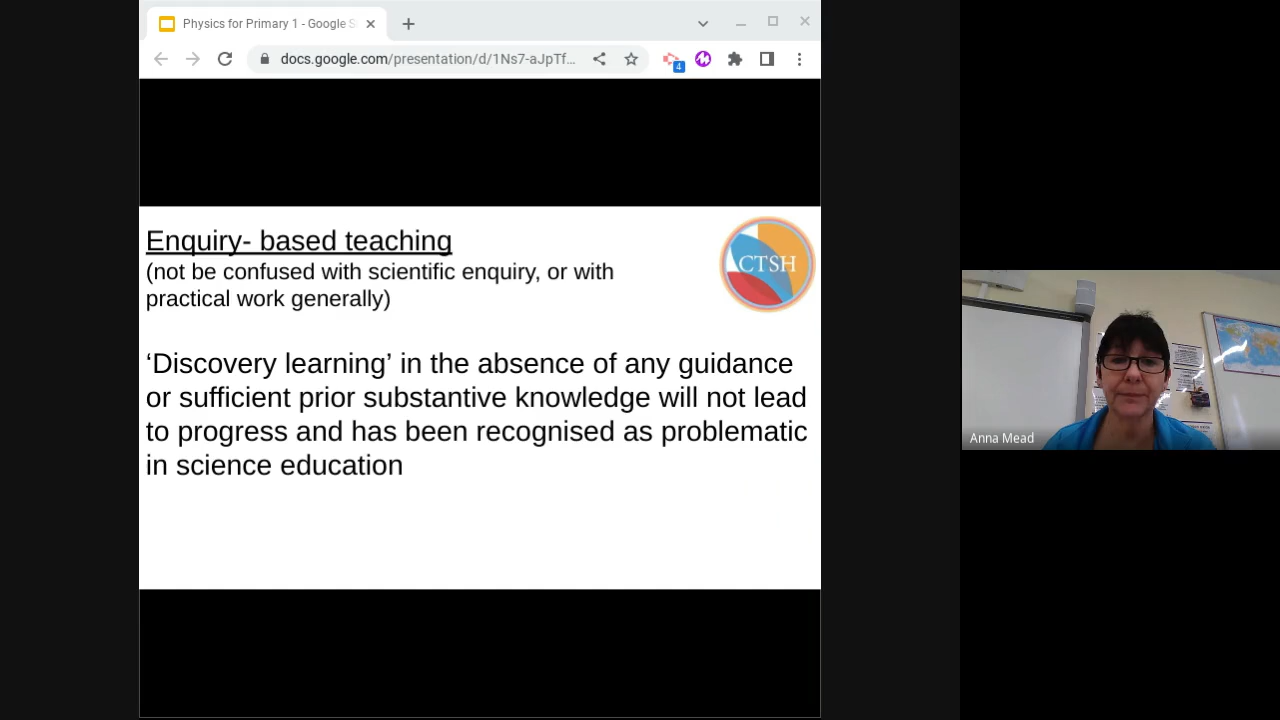 Physics for Primary 1 - Google S
docs.google.com/presentation/d/1Ns7-aJpTf...
4
Enquiry- based teaching
(not be confused with scientific enquiry, or with
practical work generally)
CTSH
‘Discovery learning’ in the absence of any guidance
or sufficient prior substantive knowledge will not lead
to progress and has been recognised as problematic
in science education
Anna Mead